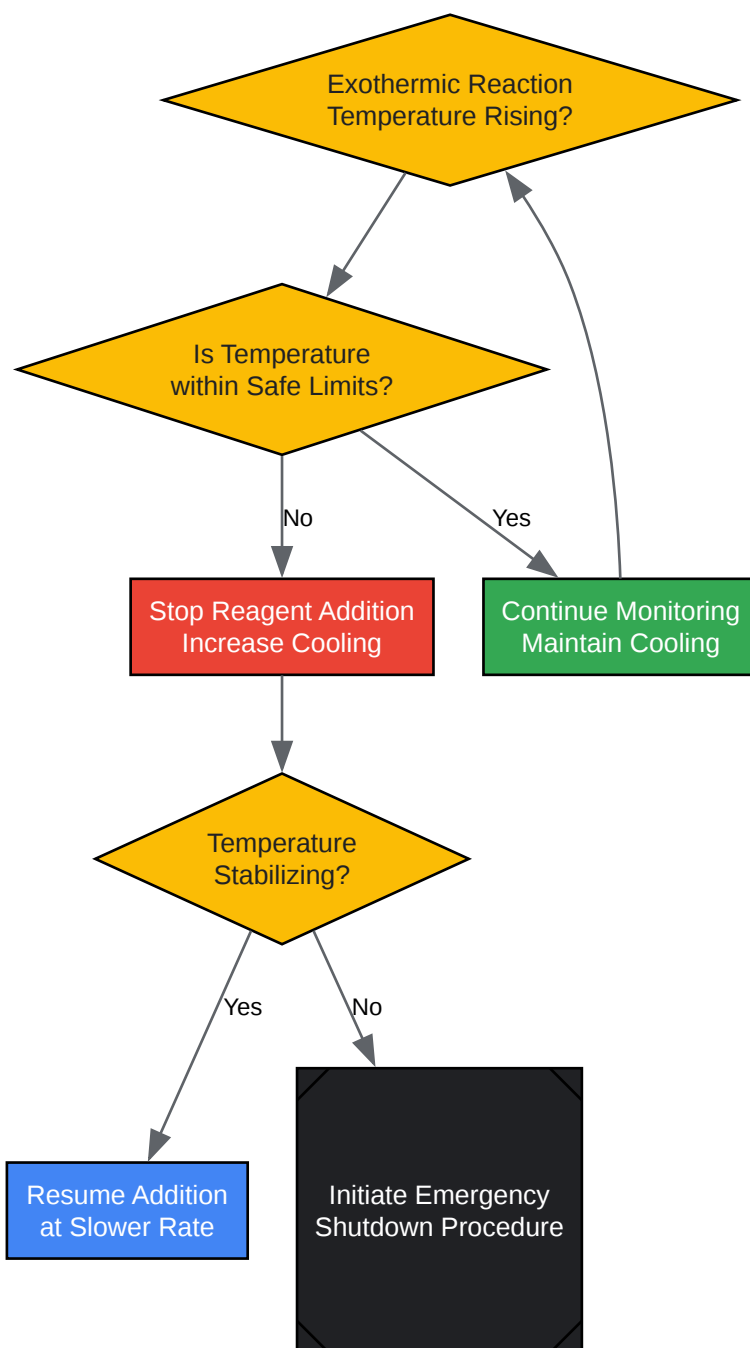 Exothermic Reaction
Temperature Rising?
Is Temperature
within Safe Limits?
No
Yes
Stop Reagent Addition
Increase Cooling
Continue Monitoring
Maintain Cooling
Temperature
Stabilizing?
Yes
No
Resume Addition
at Slower Rate
Initiate Emergency
Shutdown Procedure